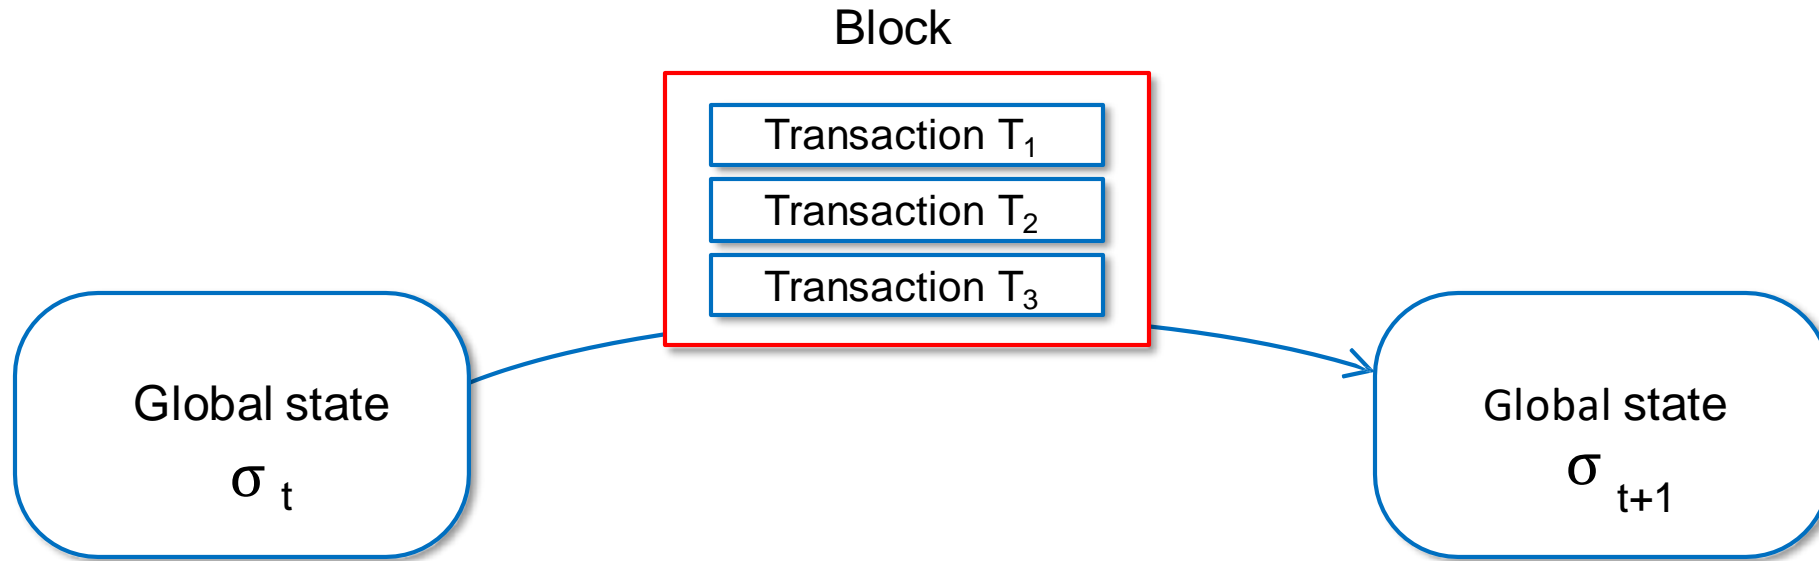 Block
Transaction T₁
Transaction T₂
Transaction T₃
Global state
σ t
Global state
σ t+1